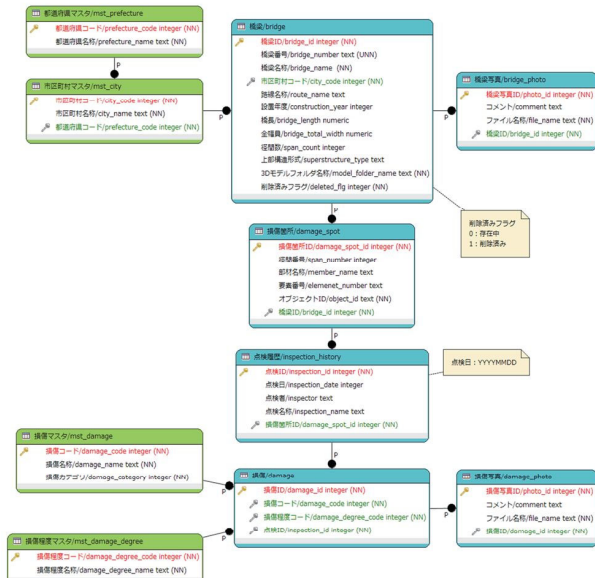 都道府県マスタ/mst_prefecture
都道府県コード/prefecture_code integer (NN)
都道府県名称/prefecture_name text (NN)
p
市区町村マスタ/mst_city
市区町村コード/city_code integer (NN)
市区町村名称/city_name text (NN)
都道府県コード/prefecture_code integer (NN)
p
橋梁/bridge
橋梁ID/bridge_id integer (NN)
橋梁番号/bridge_number text (UNN)
橋梁名称/bridge_name (NN)
市区町村コード/city_code integer (NN)
路線名称/route_name text
設置年度/construction_year integer
橋長/bridge_length numeric
全幅員/bridge_total_width numeric
径間数/span_count integer
上部構造形式/superstructure_type text
3Dモデルフォルダ名称/model_folder_name text (NN)
削除済みフラグ/deleted_flg integer (NN)
p
橋梁写真/bridge_photo
橋梁写真ID/photo_id integer (NN)
コメント/comment text
ファイル名称/file_name text (NN)
橋梁ID/bridge_id integer (NN)
削除済みフラグ
0：存在中
1：削除済み
p
損傷箇所/damage_spot
損傷箇所ID/damage_spot_id integer (NN)
径間番号/span_number integer
部材名称/member_name text
要素番号/elemenet_number text
オブジェクトID/object_id text (NN)
橋梁ID/bridge_id integer (NN)
p
点検履歴/inspection_history
点検ID/inspection_id integer (NN)
点検日/inspection_date integer
点検者/inspector text
点検名称/inspection_name text
損傷箇所ID/damage_spot_id integer (NN)
点検日：YYYYMMDD
p
損傷マスタ/mst_damage
損傷コード/damage_code integer (NN)
損傷名称/damage_name text (NN)
損傷カテゴリ/damage_category integer (NN)
p
損傷/damage
損傷ID/damage_id integer (NN)
損傷コード/damage_code integer (NN)
損傷程度コード/damage_degree_code integer (NN)
点検ID/inspection_id integer (NN)
p
損傷写真/damage_photo
損傷写真ID/photo_id integer (NN)
コメント/comment text
ファイル名称/file_name text (NN)
損傷ID/damage_id integer (NN)
p
損傷程度マスタ/mst_damage_degree
損傷程度コード/damage_degree_code integer (NN)
損傷程度名称/damage_degree_name text (NN)